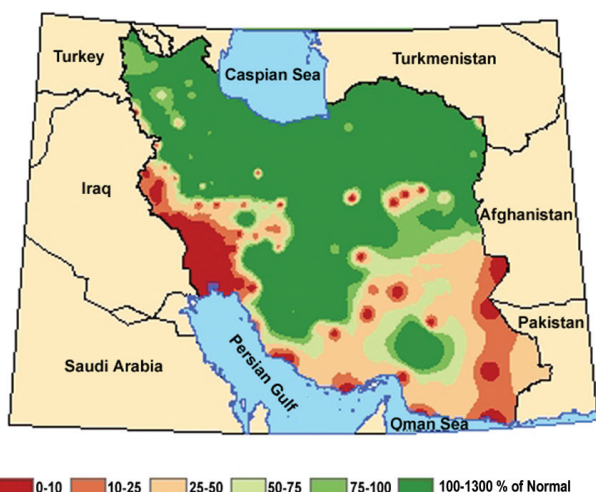 Turkey
Caspian Sea
Turkmenistan
Iraq
Afghanistan
Pakistan
Saudi Arabia
Persian Gulf
Oman Sea
0-10 10-25 25-50 50-75 75-100 100-1300 % of Normal